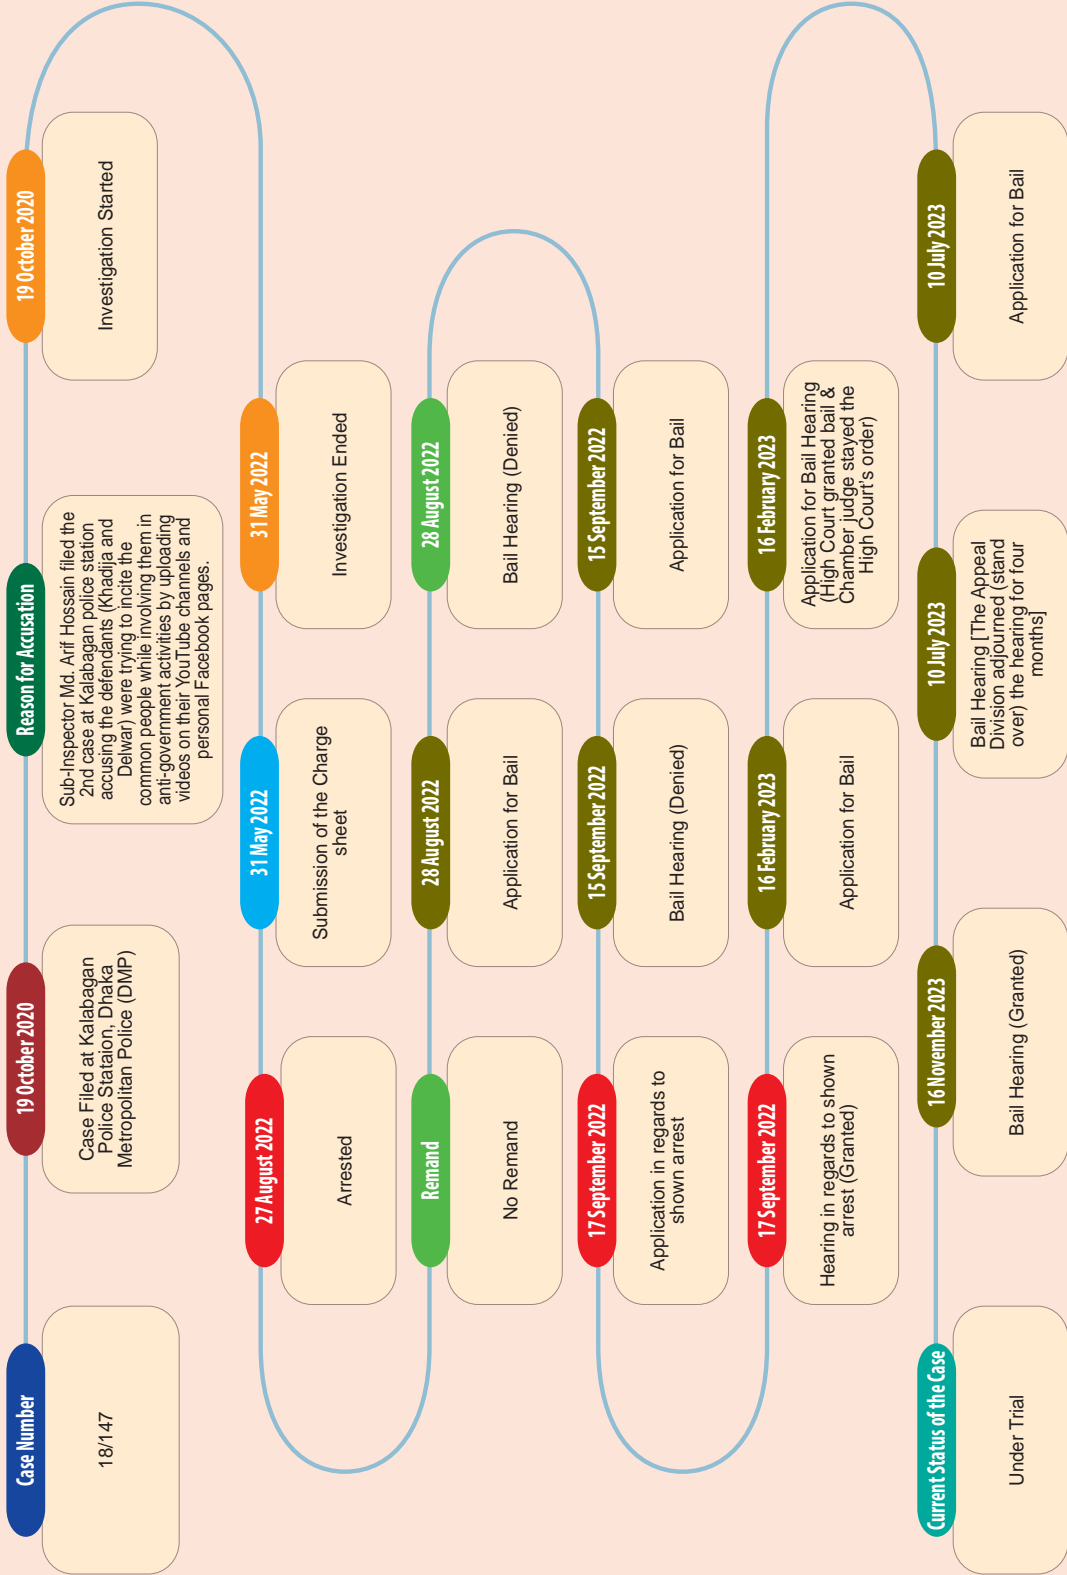 Case Number
18/147
19 October 2020
Case Filed at Kalabagan
Police Stataion, Dhaka
Metropolitan Police (DMP)
Reason for Accusation
Sub-Inspector Md. Arif Hossain filed the
2nd case at Kalabagan police station
accusing the defendants (Khadija and
Delwar) were trying to incite the
common people while involving them in
anti-government activities by uploading
videos on their YouTube channels and
personal Facebook pages.
19 October 2020
Investigation Started
31 May 2022
Investigation Ended
31 May 2022
Submission of the Charge
sheet
27 August 2022
Arrested
Remand
No Remand
28 August 2022
Application for Bail
28 August 2022
Bail Hearing (Denied)
15 September 2022
Application for Bail
15 September 2022
Bail Hearing (Denied)
17 September 2022
Application in regards to
shown arrest
17 September 2022
Hearing in regards to shown
arrest (Granted)
16 February 2023
Application for Bail
16 February 2023
Application for Bail Hearing
(High Court granted bail &
Chamber judge stayed the
High Court's order)
10 July 2023
Application for Bail
10 July 2023
Bail Hearing [The Appeal
Division adjourned (stand
over) the hearing for four
months]
16 November 2023
Bail Hearing (Granted)
Current Status of the Case
Under Trial